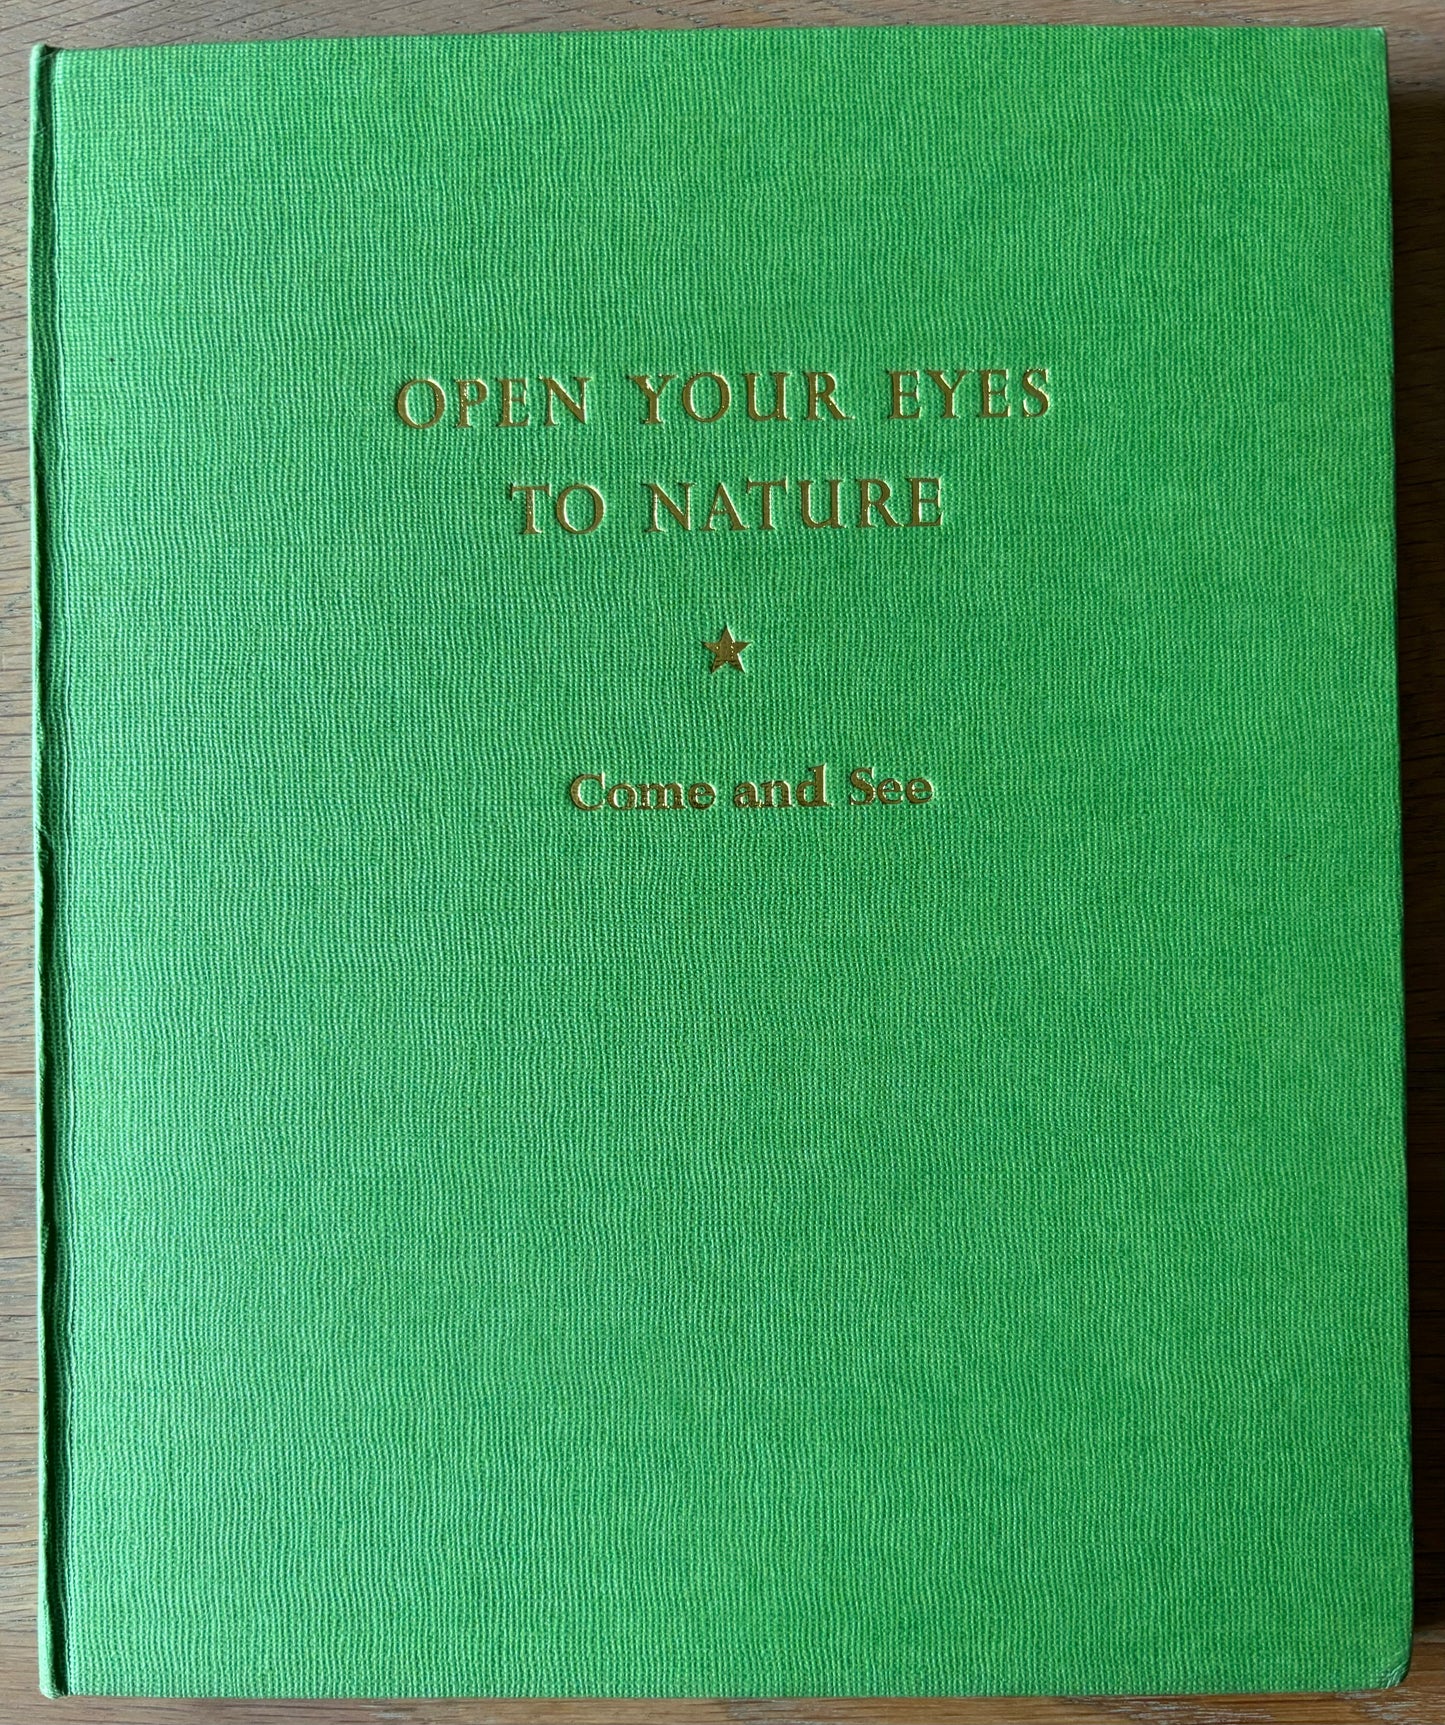 OPEN YOUR EYES
TO NATURE
Come and See